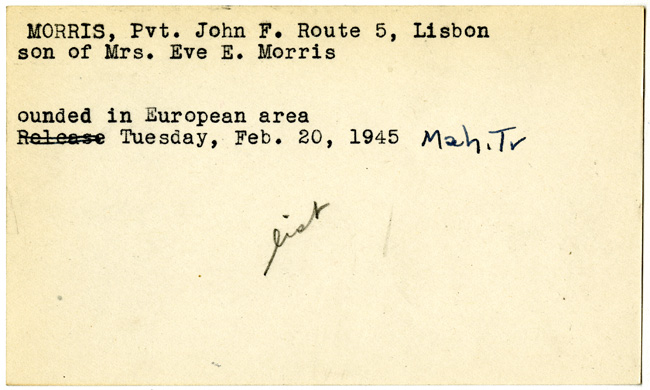 MORRIS, Pvt. John F. Route 5, Lisbon
son of Mrs. Eve E. Morris
ounded in European area
Release Tuesday, Feb. 20, 1945 Mah. Tr
list